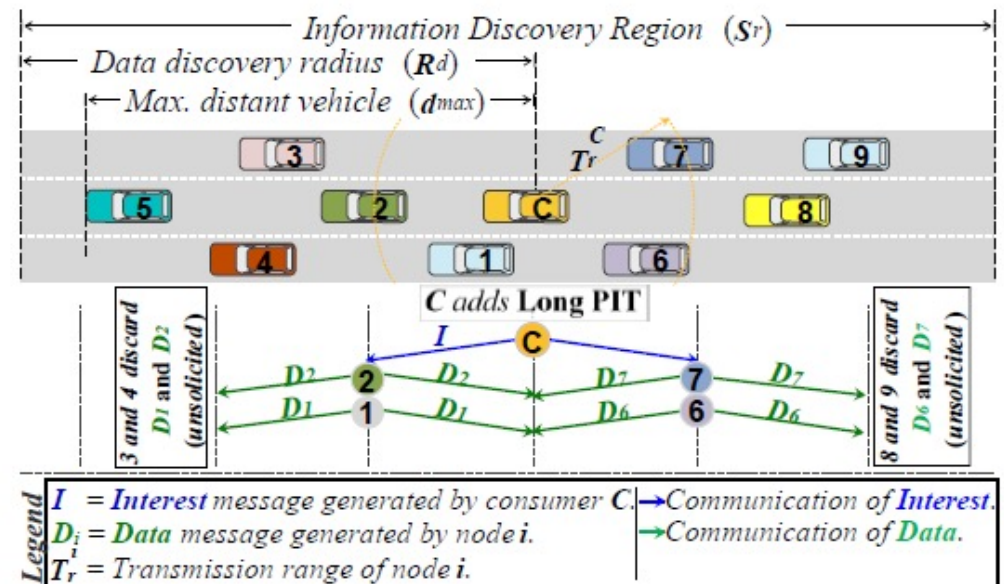 Information Discovery Region (Sr)
Data discovery radius (Rd)
Max. distant vehicle (dmax)
C
Tr
3
7
9
5
2
C
8
4
1
6
C adds Long PIT
3 and 4 discard
D1 and D2
(unsolicited)
8 and 9 discard
D6 and D7
(unsolicited)
I
C
D2
2
D2
D7
7
D7
D1
1
D1
D6
6
D6
Legend
I = Interest message generated by consumer C.
Di = Data message generated by node i.
Tr i = Transmission range of node i.
Communication of Interest.
Communication of Data.